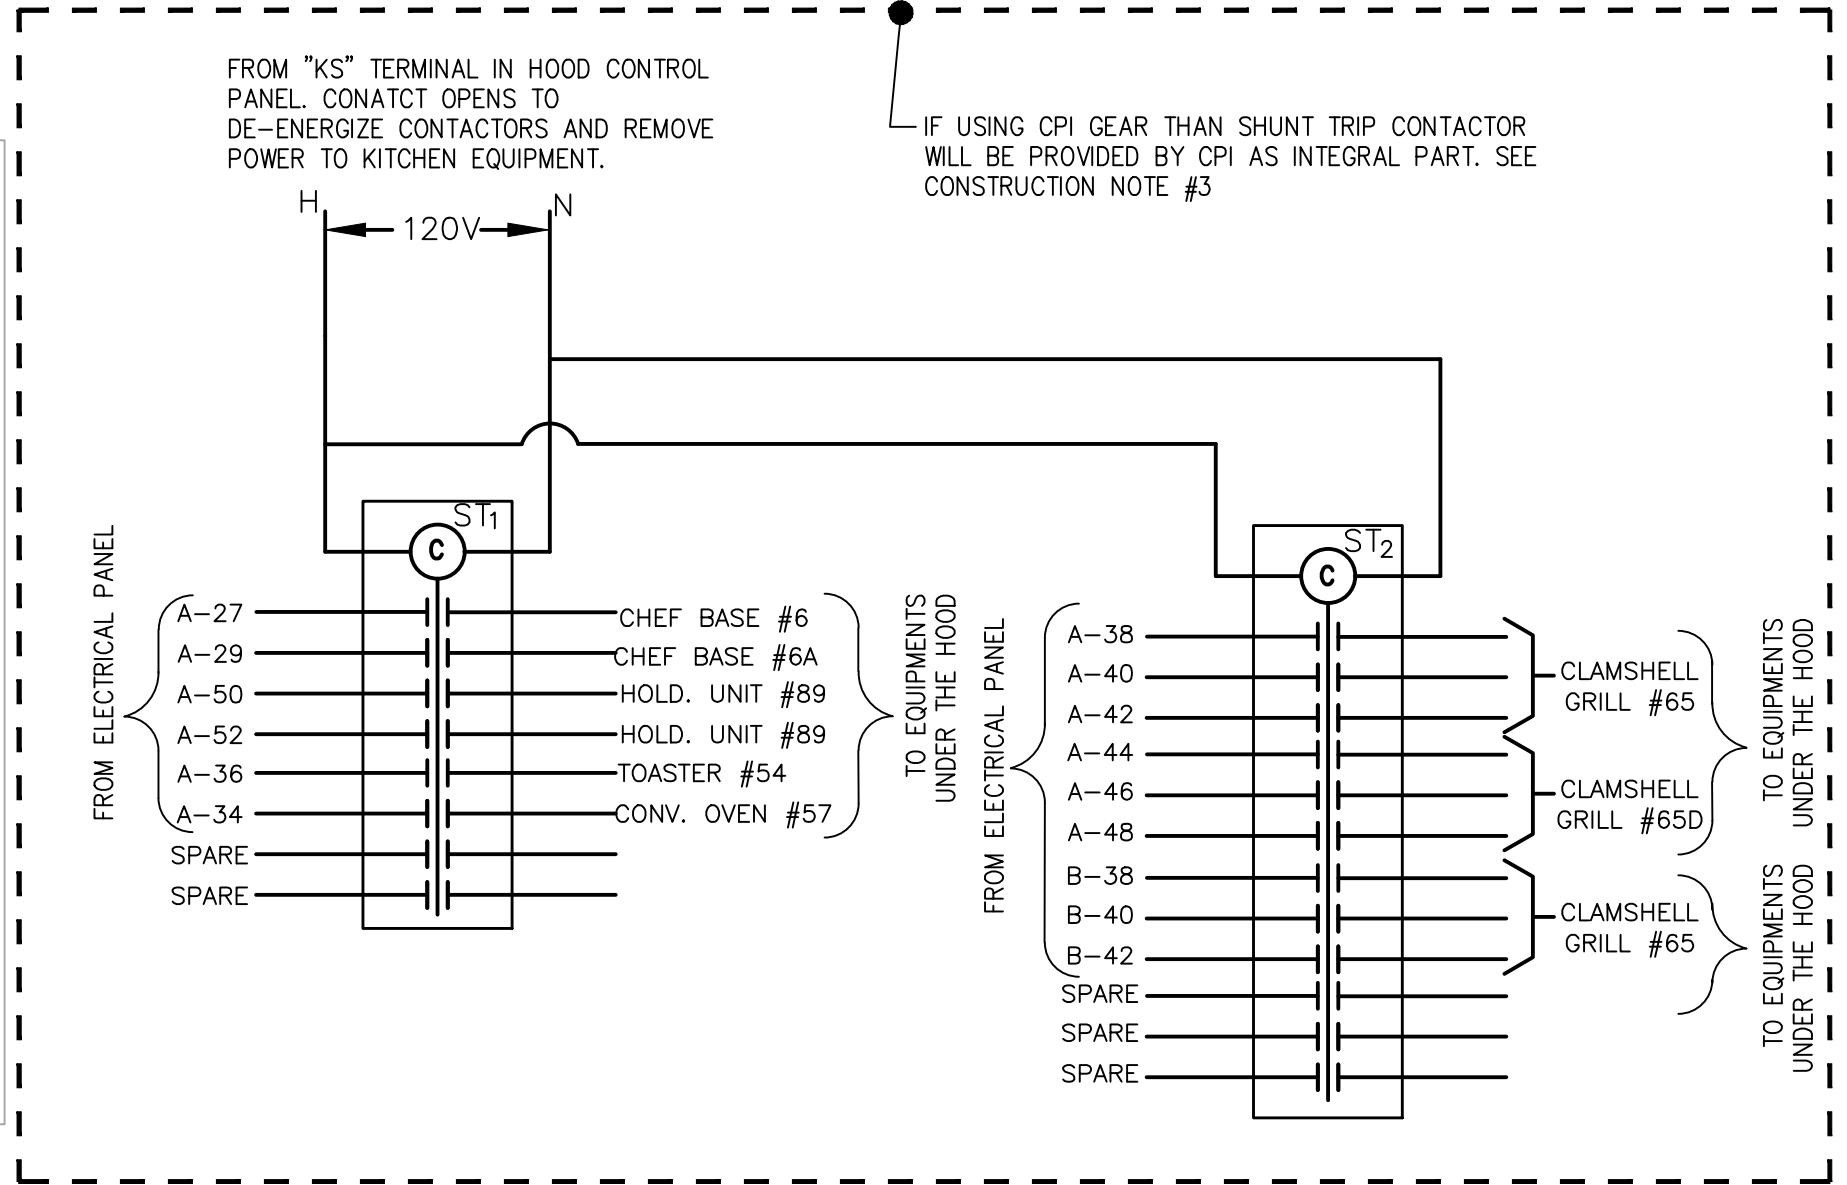 FROM "KS" TERMINAL IN HOOD CONTROL
PANEL. CONATCT OPENS TO
DE-ENERGIZE CONTACTORS AND REMOVE
POWER TO KITCHEN EQUIPMENT.
IF USING CPI GEAR THAN SHUNT TRIP CONTACTOR
WILL BE PROVIDED BY CPI AS INTEGRAL PART. SEE
CONSTRUCTION NOTE #3
H
N
120V
ST1
C
FROM ELECTRICAL PANEL
A-27
CHEF BASE #6
A-29
CHEF BASE #6A
A-50
HOLD. UNIT #89
A-52
HOLD. UNIT #89
A-36
TOASTER #54
A-34
CONV. OVEN #57
SPARE
SPARE
TO EQUIPMENTS
UNDER THE HOOD
ST2
C
FROM ELECTRICAL PANEL
A-38
A-40
A-42
A-44
A-46
A-48
B-38
B-40
B-42
SPARE
SPARE
SPARE
CLAMSHELL
GRILL #65
CLAMSHELL
GRILL #65D
CLAMSHELL
GRILL #65
TO EQUIPMENTS
UNDER THE HOOD
TO EQUIPMENTS
UNDER THE HOOD